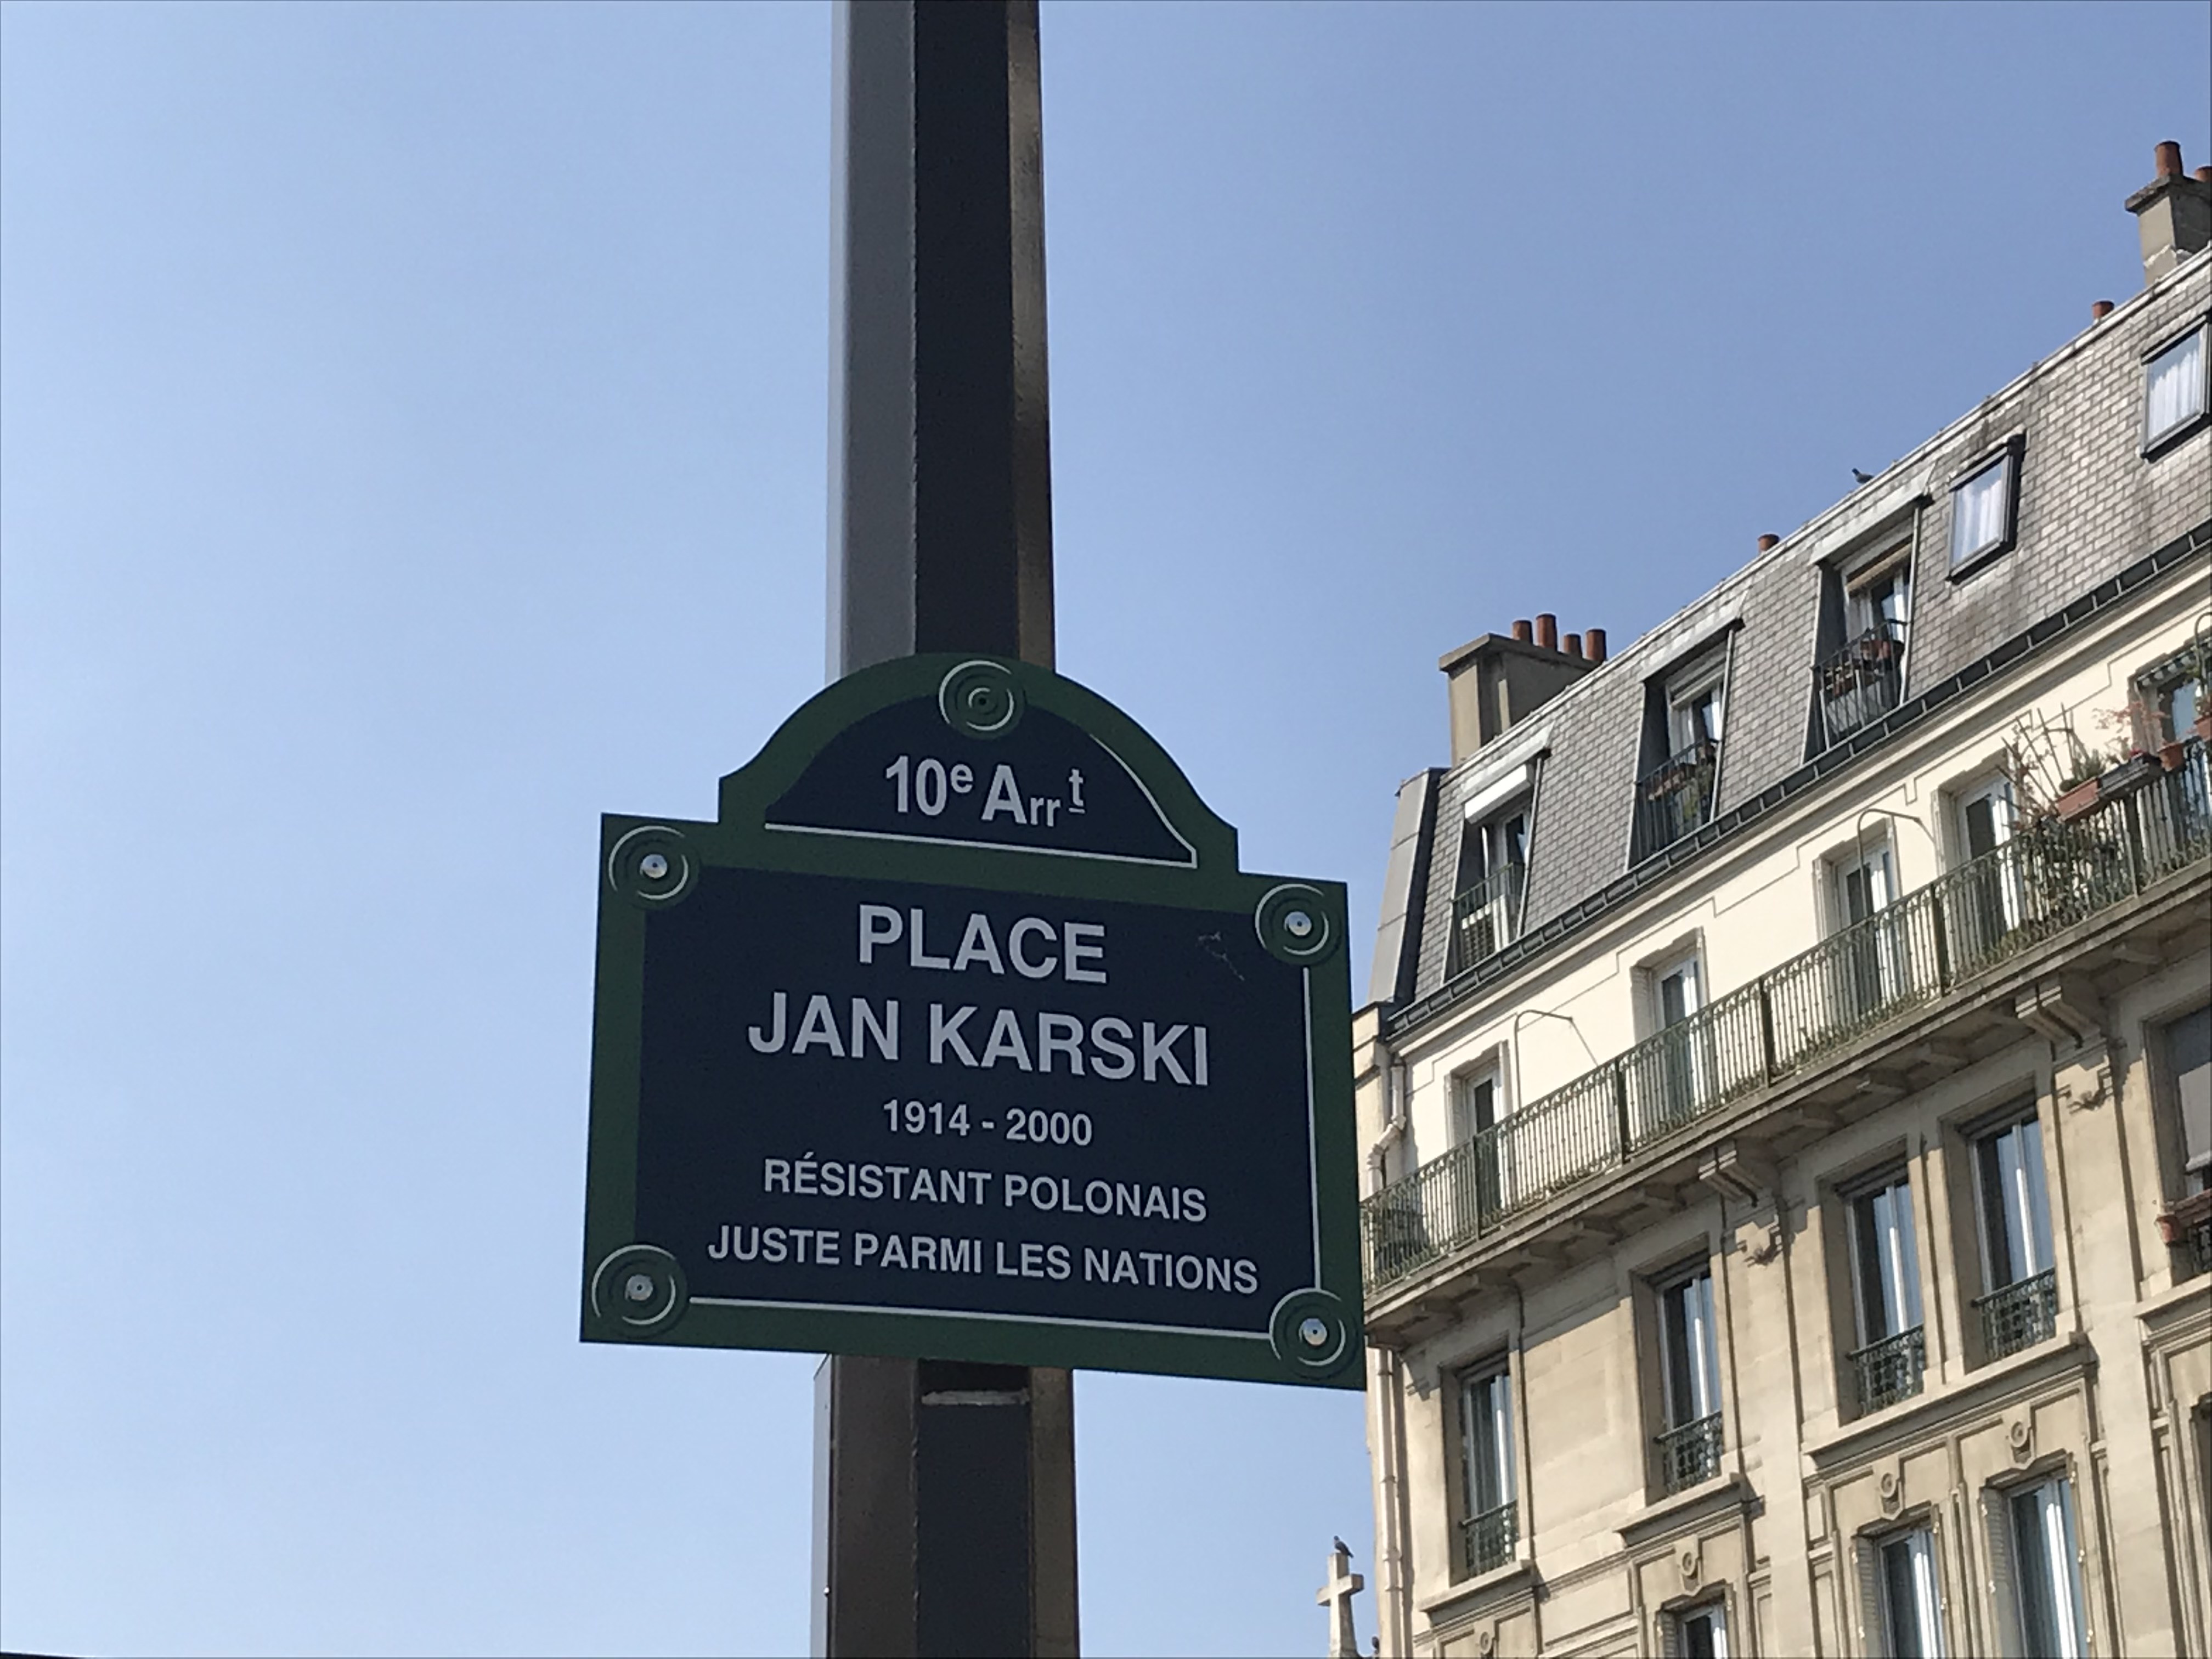 10e Arrt
PLACE
JAN KARSKI
1914 - 2000
RÉSISTANT POLONAIS
JUSTE PARMI LES NATIONS